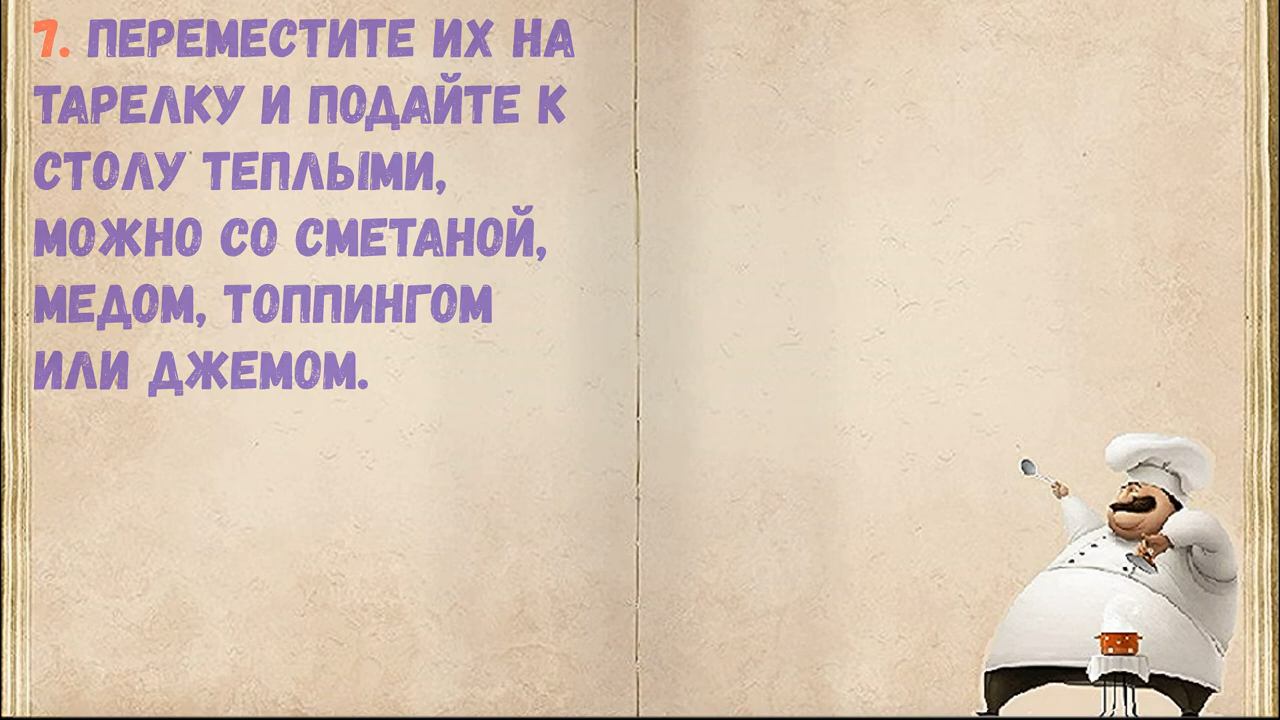 7. ПЕРЕМЕСТИТЕ ИХ НА
ТАРЕЛКУ И ПОДАЙТЕ К
СТОЛУ ТЕПЛЫМИ,
МОЖНО СО СМЕТАНОЙ,
МЕДОМ, ТОППИНГОМ
ИЛИ ДЖЕМОМ.